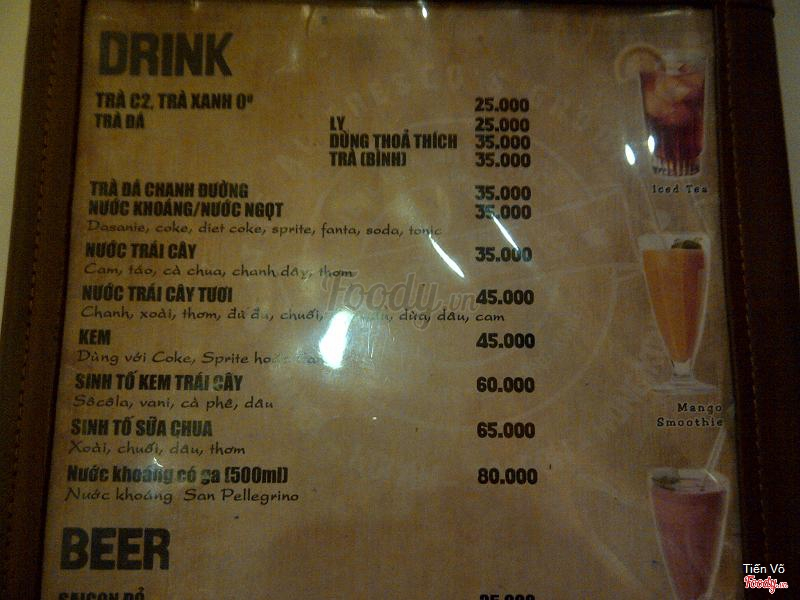 DRINK
TRÀ C2, TRÀ XANH 0º 25.000
TRÀ ĐÁ LY 25.000
DÙNG THOẢ THÍCH 35.000
TRÀ (BÌNH) 35.000
TRÀ ĐÁ CHANH ĐƯỜNG 35.000
NƯỚC KHOÁNG/NƯỚC NGỌT 35.000
Dasanie, coke, diet coke, sprite, fanta, soda, tonic
NƯỚC TRÁI CÂY 35.000
Cam, táo, cà chua, chanh dây, thơm
NƯỚC TRÁI CÂY TƯƠI 45.000
Chanh, xoài, thơm, đu đủ, chuối, dừa, dâu, cam
KEM 45.000
Dùng với Coke, Sprite
SINH TỐ KEM TRÁI CÂY 60.000
Sôcôla, vani, cà phê, dâu
SINH TỐ SỮA CHUA 65.000
Xoài, chuối, dâu, thơm
Nước khoáng có ga (500ml) 80.000
Nước khoáng San Pellegrino
BEER
SAIGON ĐỎ
Iced Tea
Mango
Smoothie
Foody.vn
Tiến Võ
Foody.vn